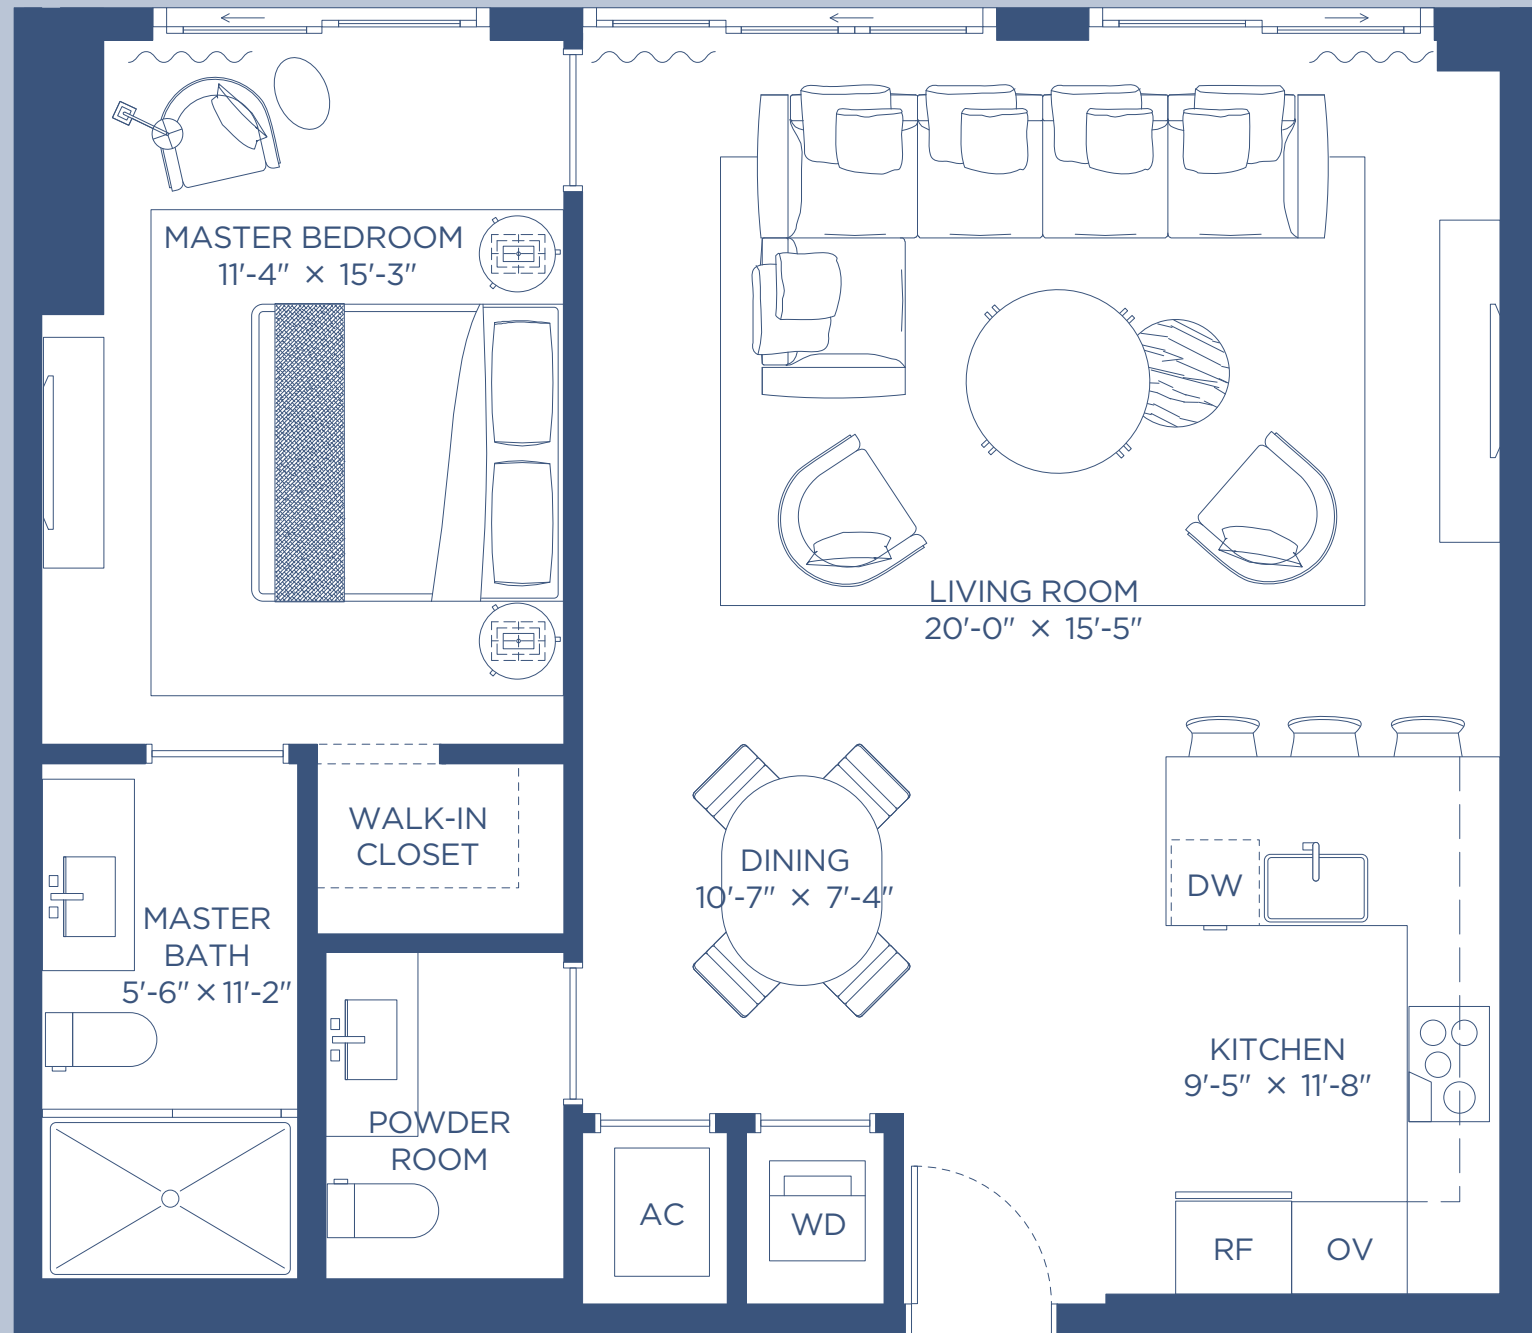 MASTER BEDROOM
11'-4" × 15'-3"
LIVING ROOM
20'-0" × 15'-5"
WALK-IN
CLOSET
DINING
10'-7" × 7'-4"
DW
MASTER
BATH
5'-6" × 11'-2"
KITCHEN
9'-5" × 11'-8"
POWDER
ROOM
AC
WD
RF
OV